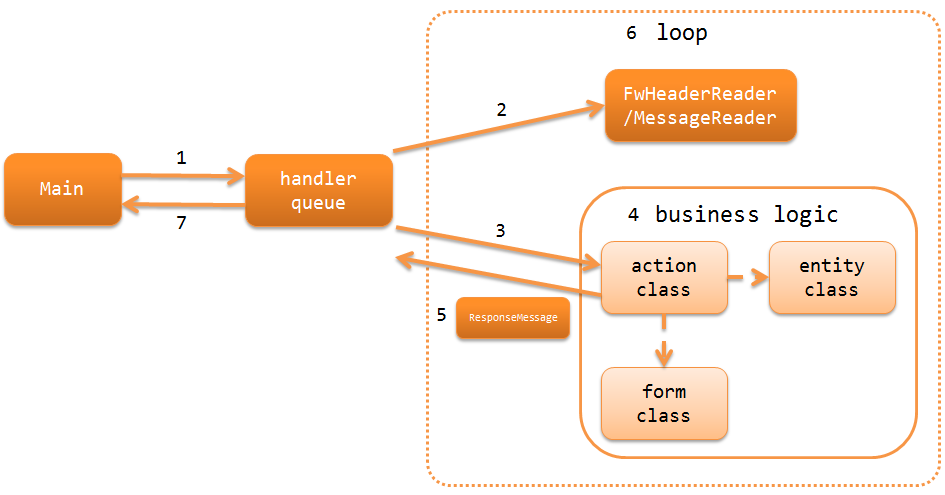 6 loop
FwHeaderReader
/MessageReader
2
1
Main
handler
queue
7
3
4 business logic
action
class
entity
class
5
ResponseMessage
form
class